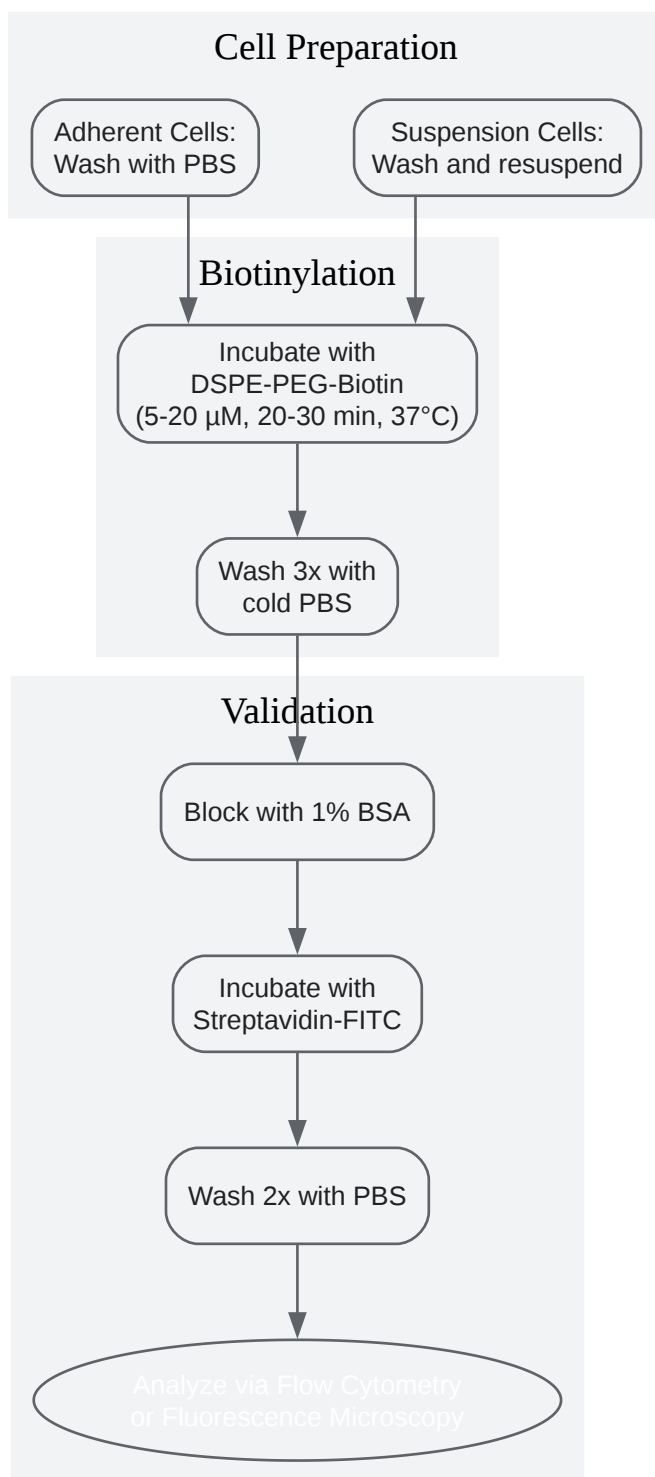 Cell Preparation
Adherent Cells:
Wash with PBS
Suspension Cells:
Wash and resuspend
Biotinylation
Incubate with
DSPE-PEG-Biotin
(5-20 µM, 20-30 min, 37°C)
Wash 3x with
cold PBS
Validation
Block with 1% BSA
Incubate with
Streptavidin-FITC
Wash 2x with PBS
Analyze via Flow Cytometry
or Fluorescence Microscopy